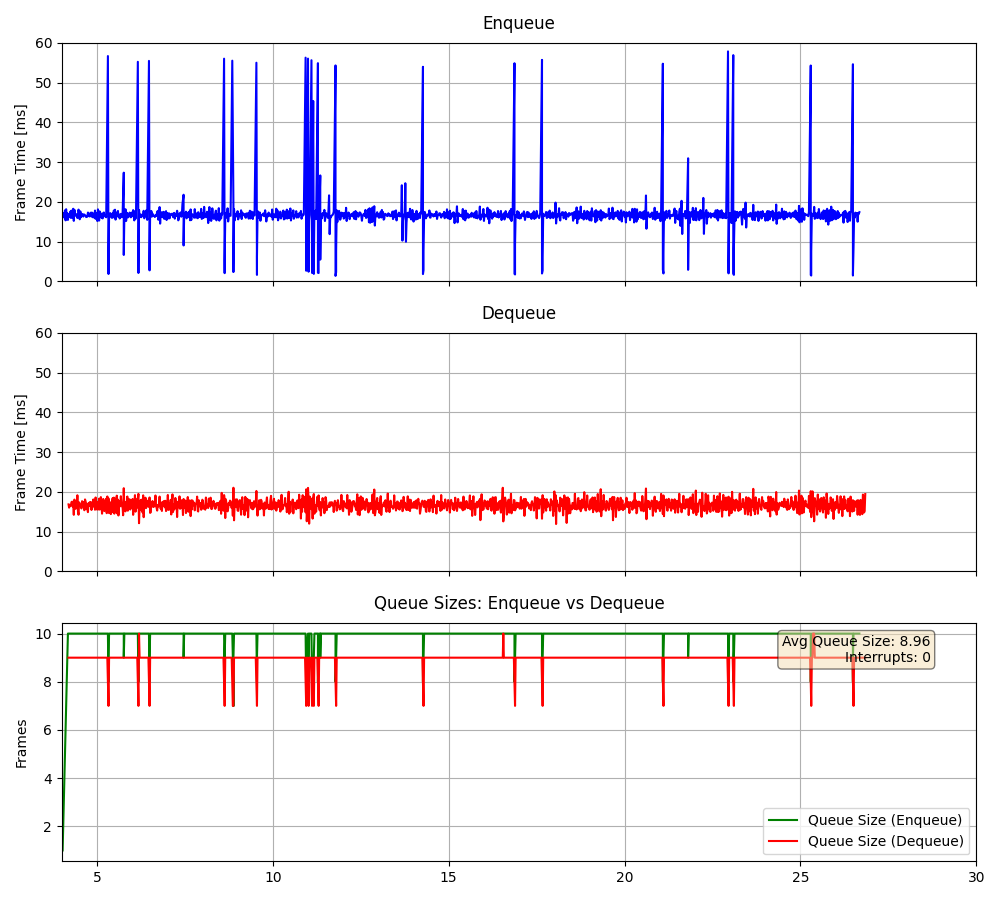 Enqueue
60
50
40
30
20
10
0
Frame Time [ms]
Dequeue
60
50
40
30
20
10
0
Frame Time [ms]
Queue Sizes: Enqueue vs Dequeue
10
8
6
4
2
Frames
Avg Queue Size: 8.96
Interrupts: 0
Queue Size (Enqueue)
Queue Size (Dequeue)
5 10 15 20 25 30